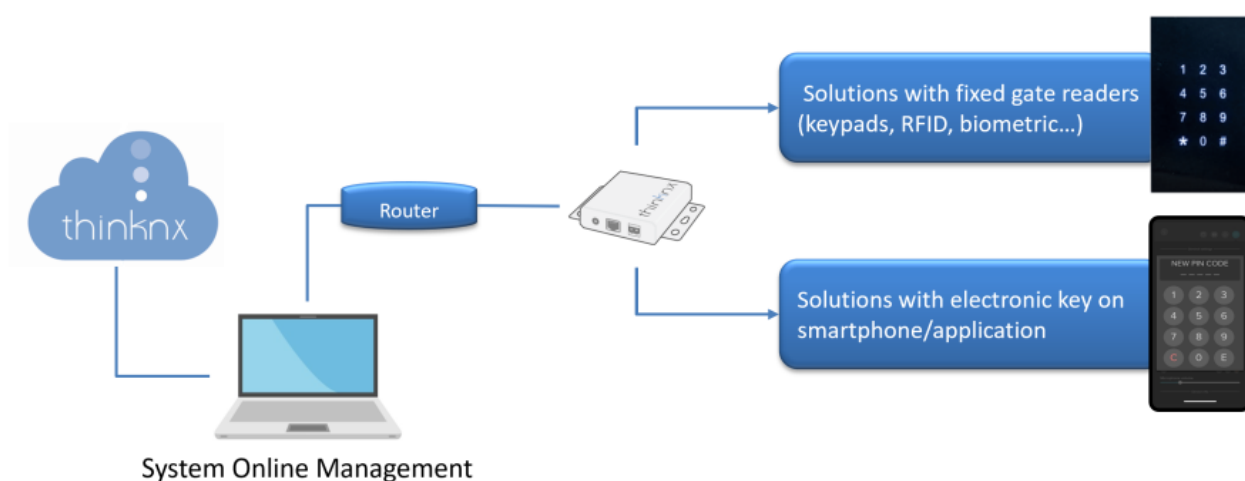 thinknx
System Online Management
Router
thinknx
Solutions with fixed gate readers
(keypads, RFID, biometric...)
1 2 3
4 5 6
7 8 9
* 0 #
Solutions with electronic key on
smartphone/application
NEW PIN CODE
1 2 3
4 5 6
7 8 9
C 0 E